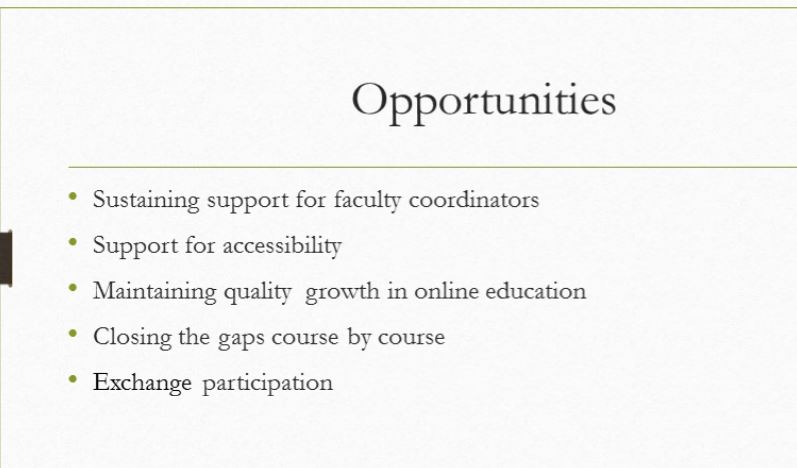 Opportunities
• Sustaining support for faculty coordinators
• Support for accessibility
• Maintaining quality  growth in online education
• Closing the gaps course by course
• Exchange  participation